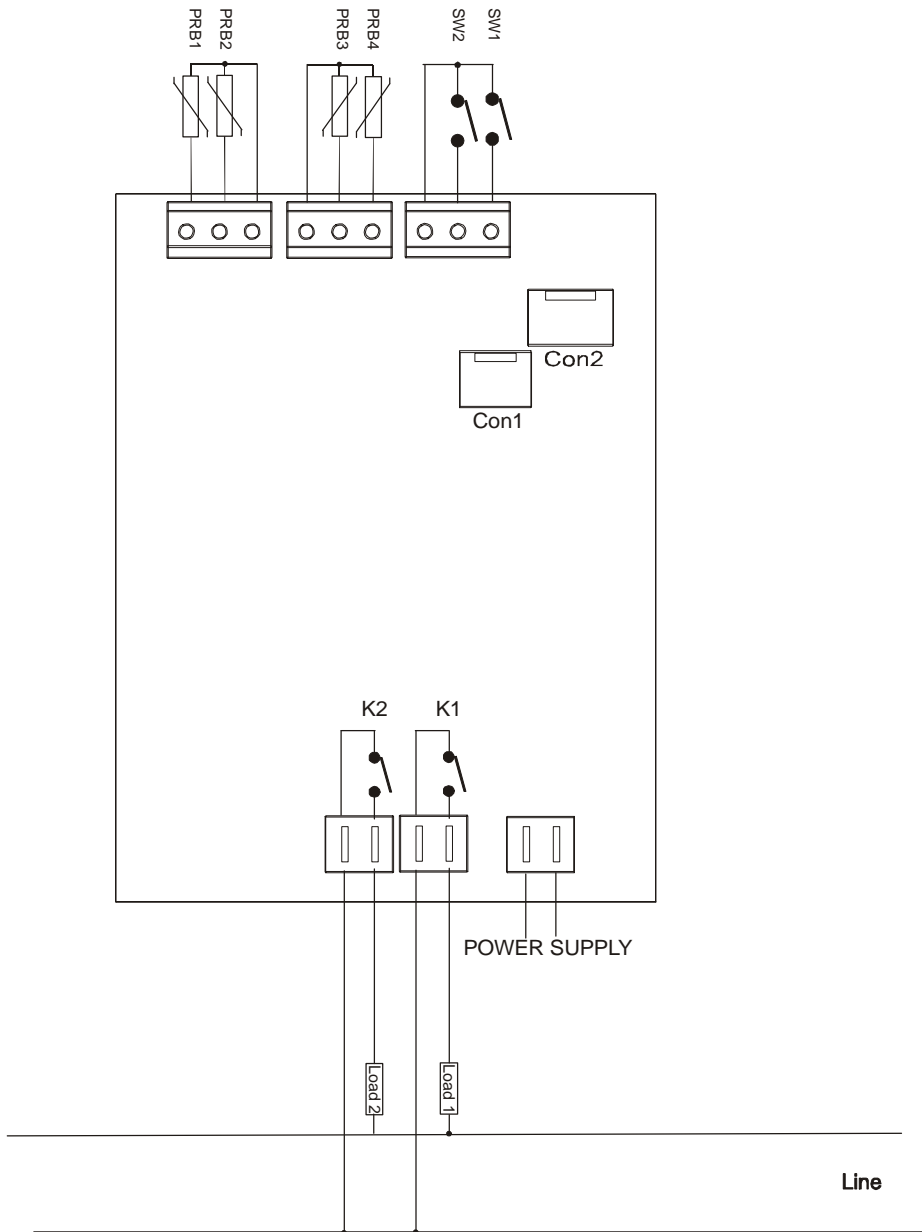 PRB1
PRB2
PRB3
PRB4
SW2
SW1
Con2
Con1
K2
K1
POWER SUPPLY
Load 2
Load 1
Line